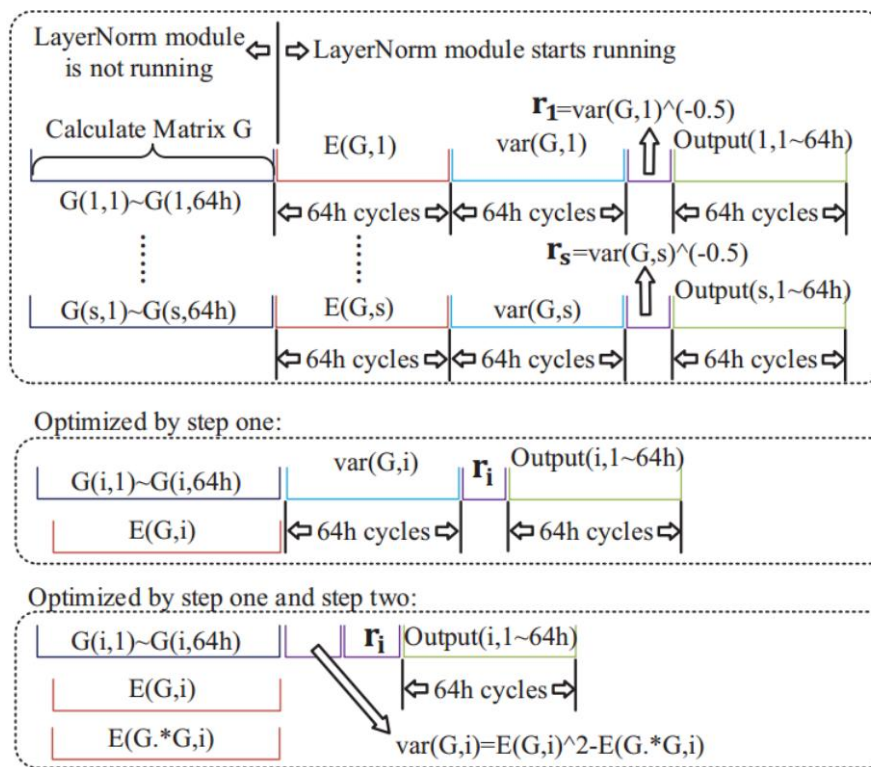 LayerNorm module
is not running
LayerNorm module starts running
r1=var(G,1)^(-0.5)
Calculate Matrix G
E(G,1)
var(G,1)
Output(1,1~64h)
G(1,1)~G(1,64h)
64h cycles
64h cycles
64h cycles
rs=var(G,s)^(-0.5)
G(s,1)~G(s,64h)
E(G,s)
var(G,s)
Output(s,1~64h)
64h cycles
64h cycles
64h cycles
Optimized by step one:
G(i,1)~G(i,64h)
var(G,i)
ri
Output(i,1~64h)
E(G,i)
64h cycles
64h cycles
Optimized by step one and step two:
G(i,1)~G(i,64h)
ri
Output(i,1~64h)
E(G,i)
64h cycles
E(G.*G,i)
var(G,i)=E(G,i)^2-E(G.*G,i)